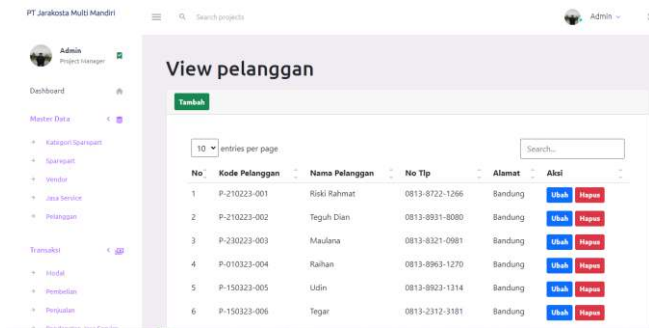 PT Jarakosta Multi Mandiri
Search projects
Admin
Admin
Project Manager
Dashboard
Master Data
Kategori Sparepart
Sparepart
Vendor
Jasa Service
Pelanggan
Transaksi
Modal
Pembelian
Penjualan
View pelanggan
Tambah
10 entries per page
Search...
No Kode Pelanggan Nama Pelanggan No Tlp Alamat Aksi
1 P-210223-001 Riski Rahmat 0813-8722-1266 Bandung Ubah Hapus
2 P-210223-002 Teguh Dian 0813-8931-8080 Bandung Ubah Hapus
3 P-230223-003 Maulana 0813-8321-0981 Bandung Ubah Hapus
4 P-010323-004 Raihan 0813-8963-1270 Bandung Ubah Hapus
5 P-150323-005 Udin 0813-8923-1314 Bandung Ubah Hapus
6 P-150323-006 Tegar 0813-2312-3181 Bandung Ubah Hapus